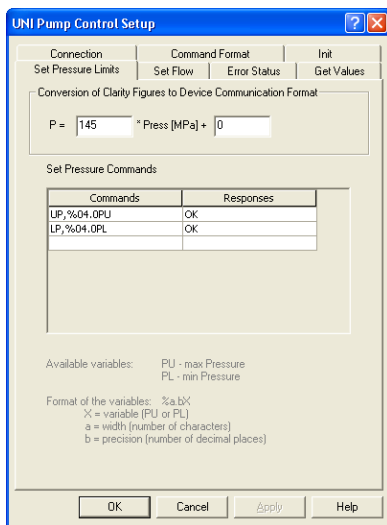 UNI Pump Control Setup
Connection Command Format Init
Set Pressure Limits Set Flow Error Status Get Values
Conversion of Clarity Figures to Device Communication Format
P = 145 * Press [MPa] + 0
Set Pressure Commands
Commands Responses
UP,%04.0PU OK
LP,%04.0PL OK
Available variables: PU - max Pressure
PL - min Pressure
Format of the variables: %a.bX
X = variable (PU or PL)
a = width (number of characters)
b = precision (number of decimal places)
OK Cancel Apply Help